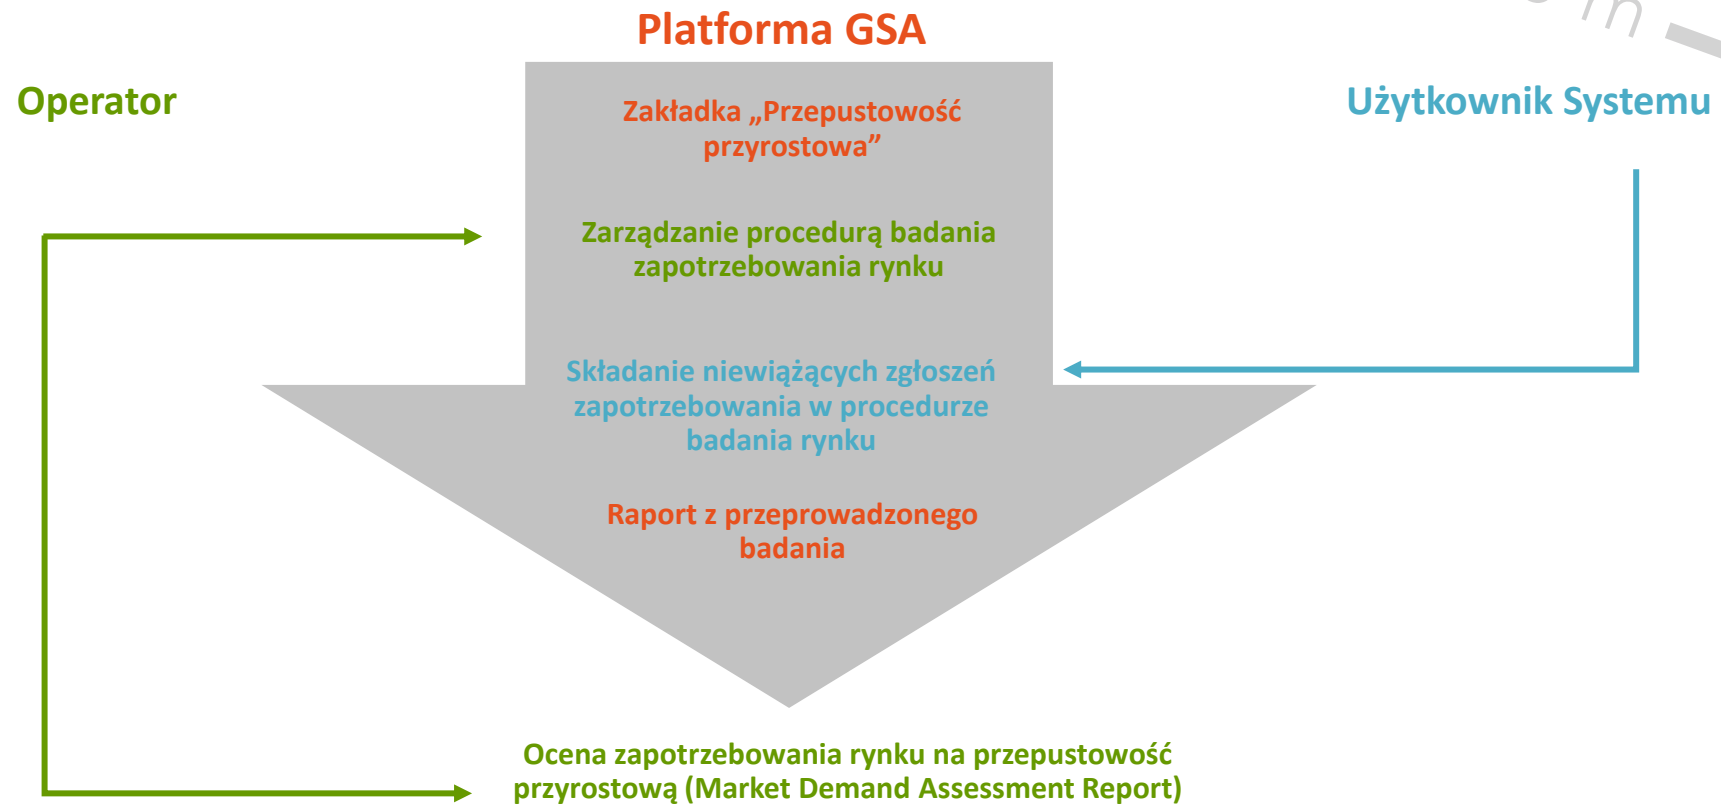 Platforma GSA
Operator
Użytkownik Systemu
Zakładka „Przepustowość
przyrostowa”
Zarządzanie procedurą badania
zapotrzebowania rynku
Składanie niewiążących zgłoszeń
zapotrzebowania w procedurze
badania rynku
Raport z przeprowadzonego
badania
Ocena zapotrzebowania rynku na przepustowość
przyrostową (Market Demand Assessment Report)